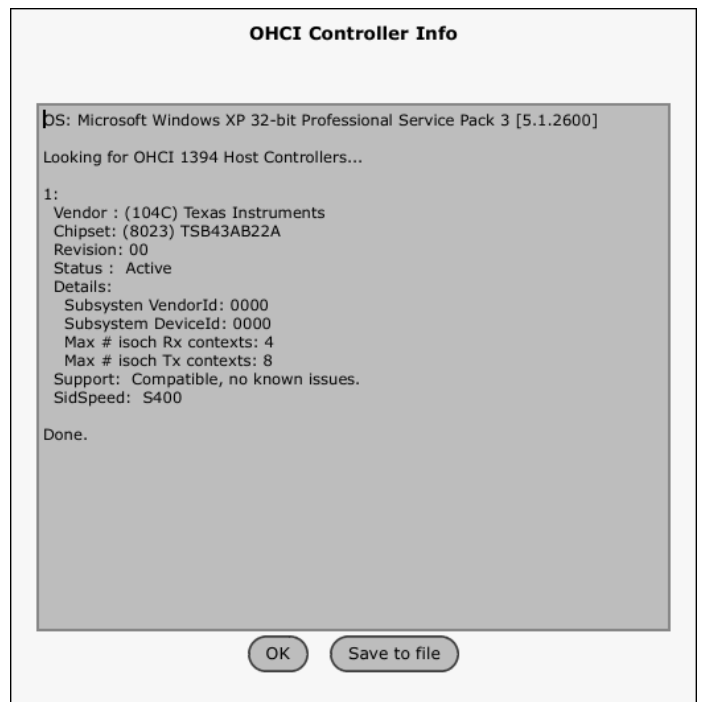 OHCI Controller Info
OS: Microsoft Windows XP 32-bit Professional Service Pack 3 [5.1.2600]
Looking for OHCI 1394 Host Controllers...
1:
Vendor : (104C) Texas Instruments
Chipset: (8023) TSB43AB22A
Revision: 00
Status :  Active
Details:
Subsysten VendorId: 0000
Subsystem DeviceId: 0000
Max # isoch Rx contexts: 4
Max # isoch Tx contexts: 8
Support:  Compatible, no known issues.
SidSpeed:  S400
Done.
OK
Save to file